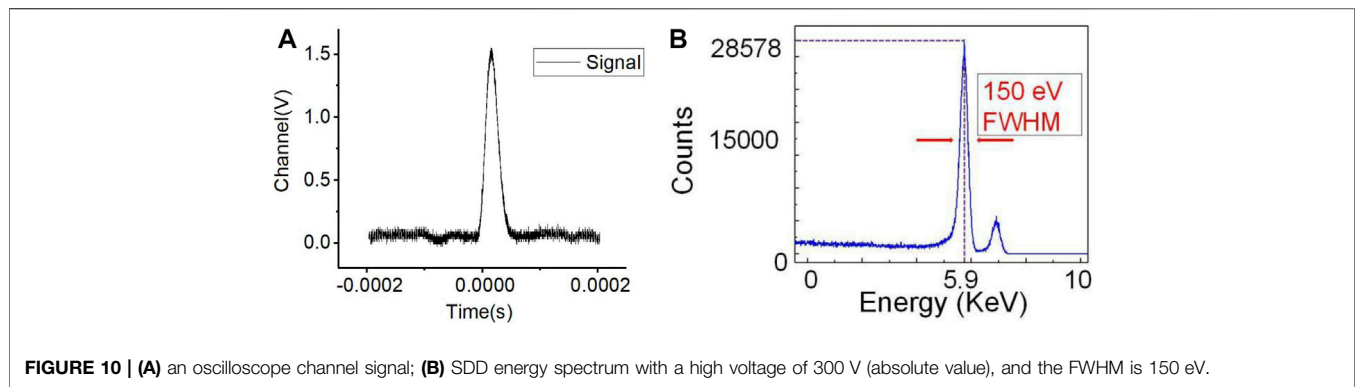 A
1.5
1.0
0.5
0.0
Channel(V)
Signal
-0.0002
0.0000
0.0002
Time(s)
B
28578
15000
0
Counts
150 eV
FWHM
0
5.9
10
Energy (KeV)
FIGURE 10 | (A) an oscilloscope channel signal; (B) SDD energy spectrum with a high voltage of 300 V (absolute value), and the FWHM is 150 eV.